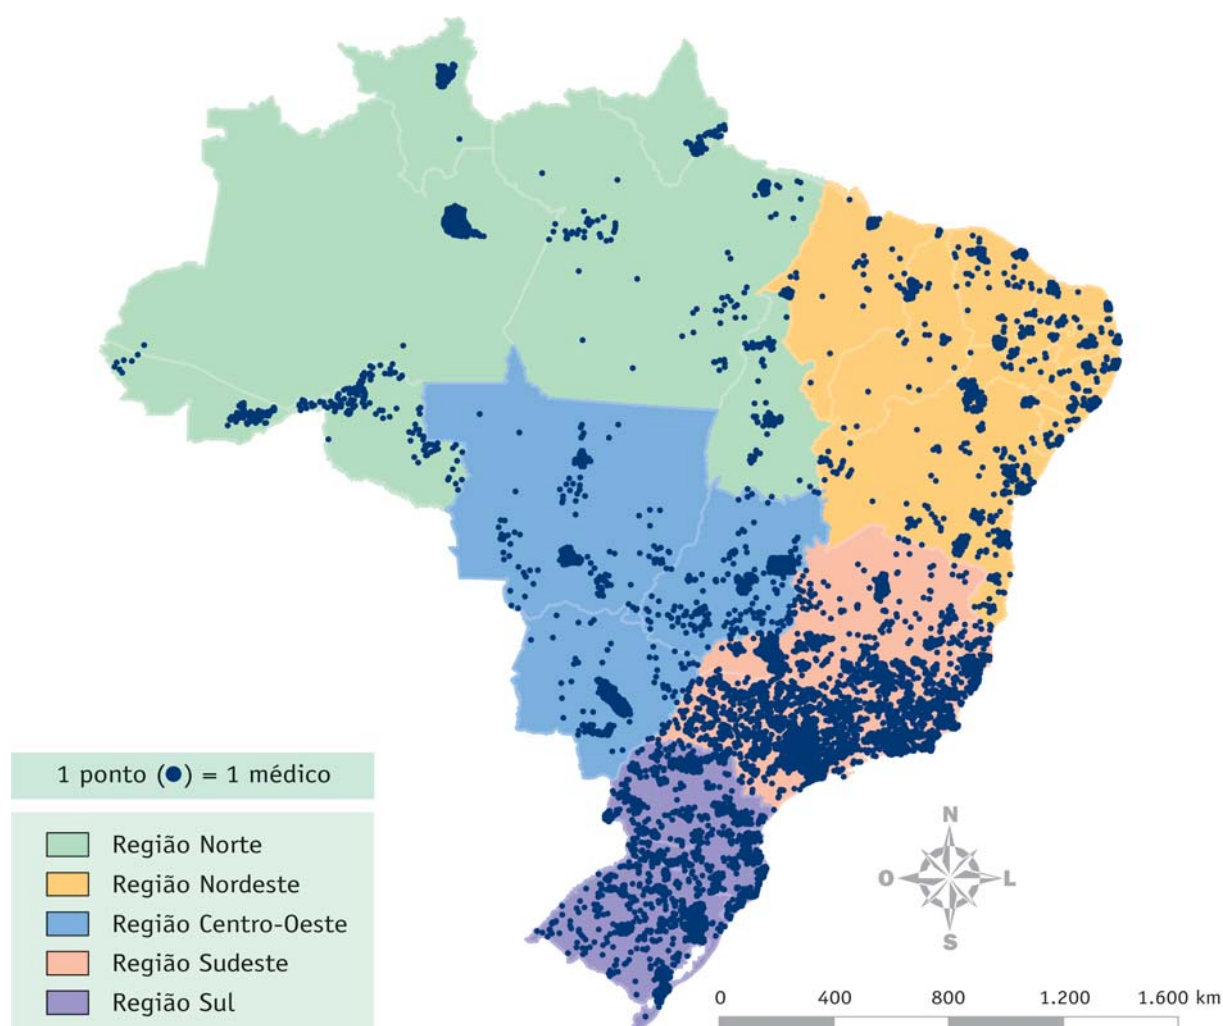 1 ponto (●) = 1 médico
Região Norte
Região Nordeste
Região Centro-Oeste
Região Sudeste
Região Sul
N
O L
S
0 400 800 1.200 1.600 km